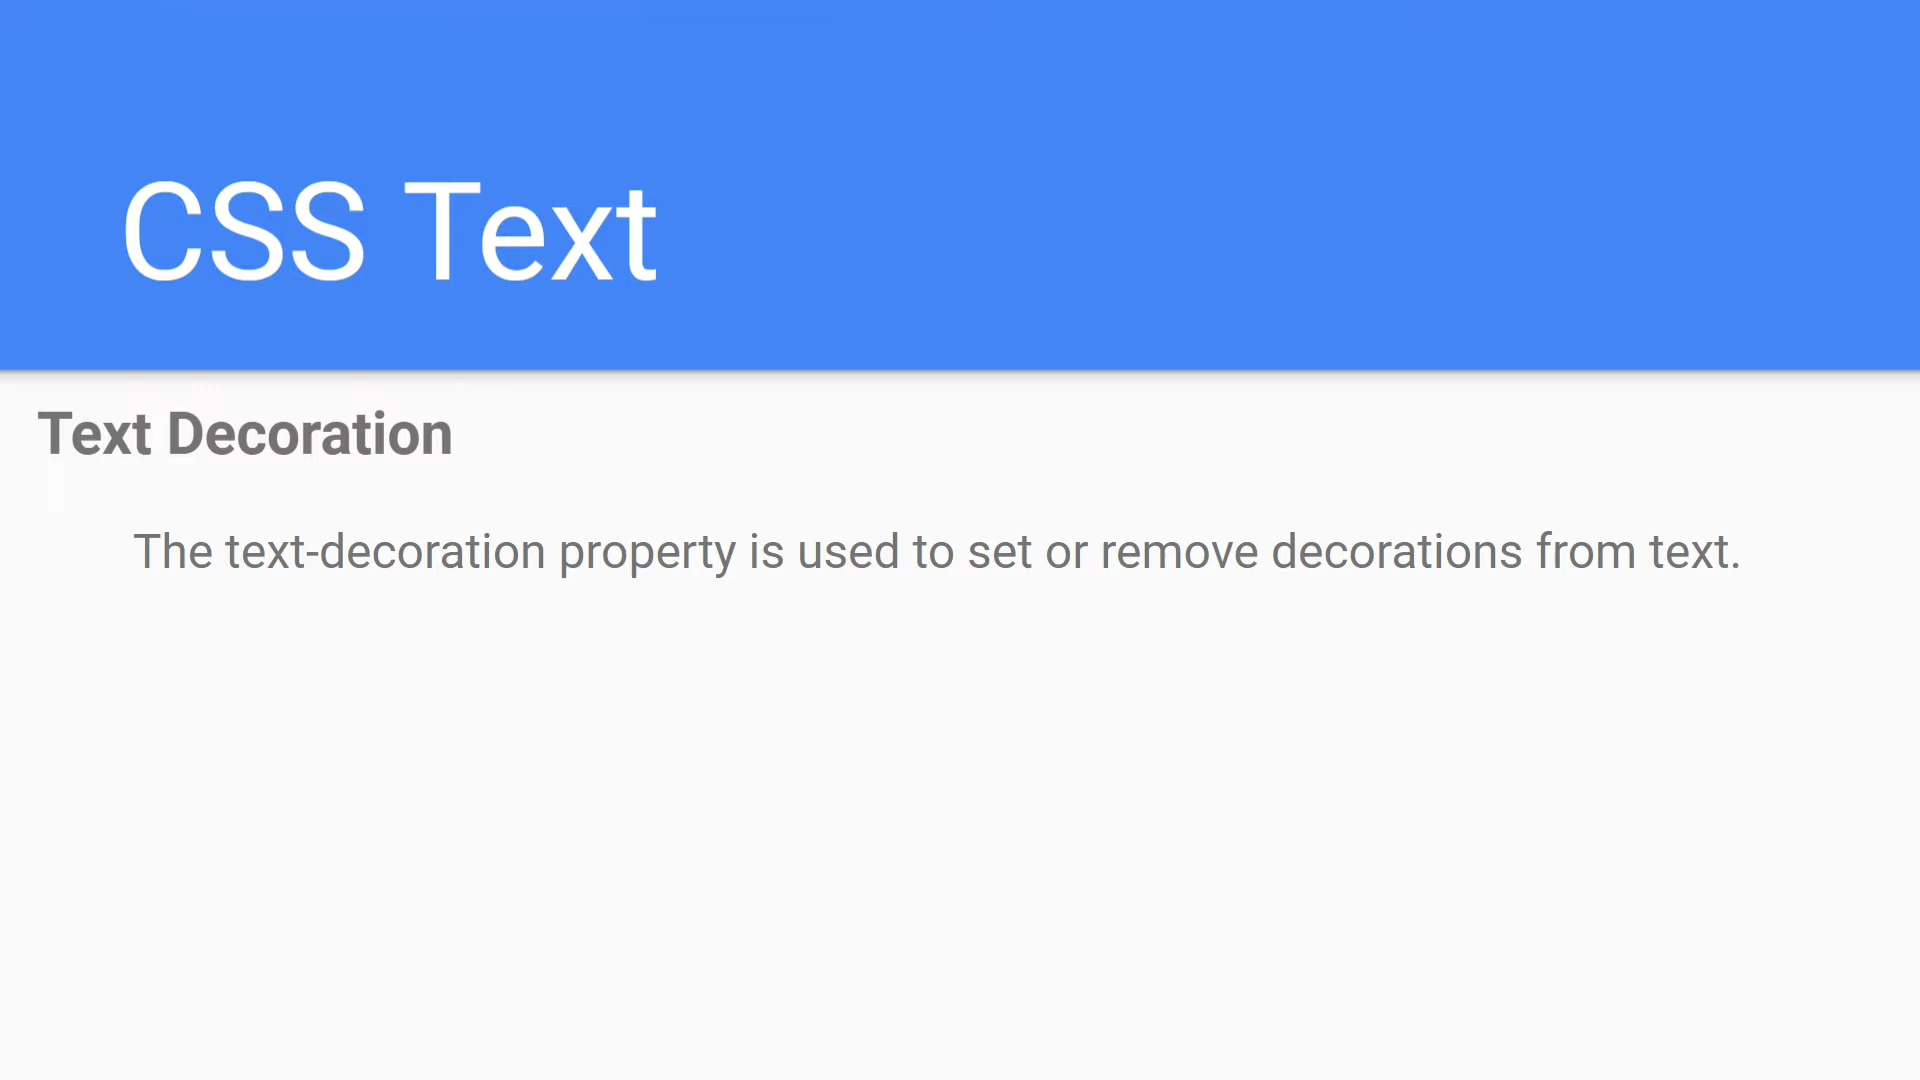 CSS Text
Text Decoration
The text-decoration property is used to set or remove decorations from text.